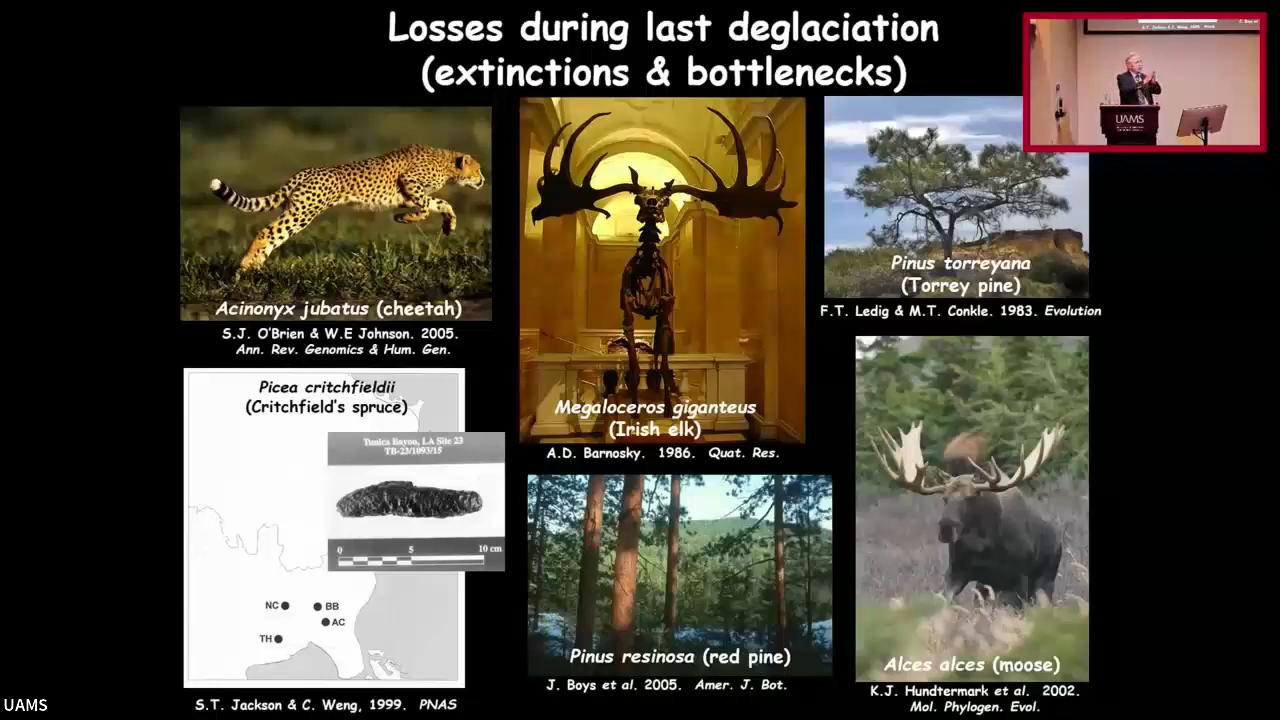 Losses during last deglaciation
(extinctions & bottlenecks)
Acinonyx jubatus (cheetah)
S.J. O'Brien & W.E Johnson. 2005.
Ann. Rev. Genomics & Hum. Gen.
Megaloceros giganteus
(Irish elk)
A.D. Barnosky. 1986. Quat. Res.
Pinus torreyana
(Torrey pine)
F.T. Ledig & M.T. Conkle. 1983. Evolution
Picea critchfieldii
(Critchfield's spruce)
Tunica Bayou, LA Site 23
TB-23/1093/15
0 5 10 cm
NC BB
AC
TH
S.T. Jackson & C. Weng, 1999. PNAS
Pinus resinosa (red pine)
J. Boys et al. 2005. Amer. J. Bot.
Alces alces (moose)
K.J. Hundtermark et al. 2002.
Mol. Phylogen. Evol.
UAMS
UAMS